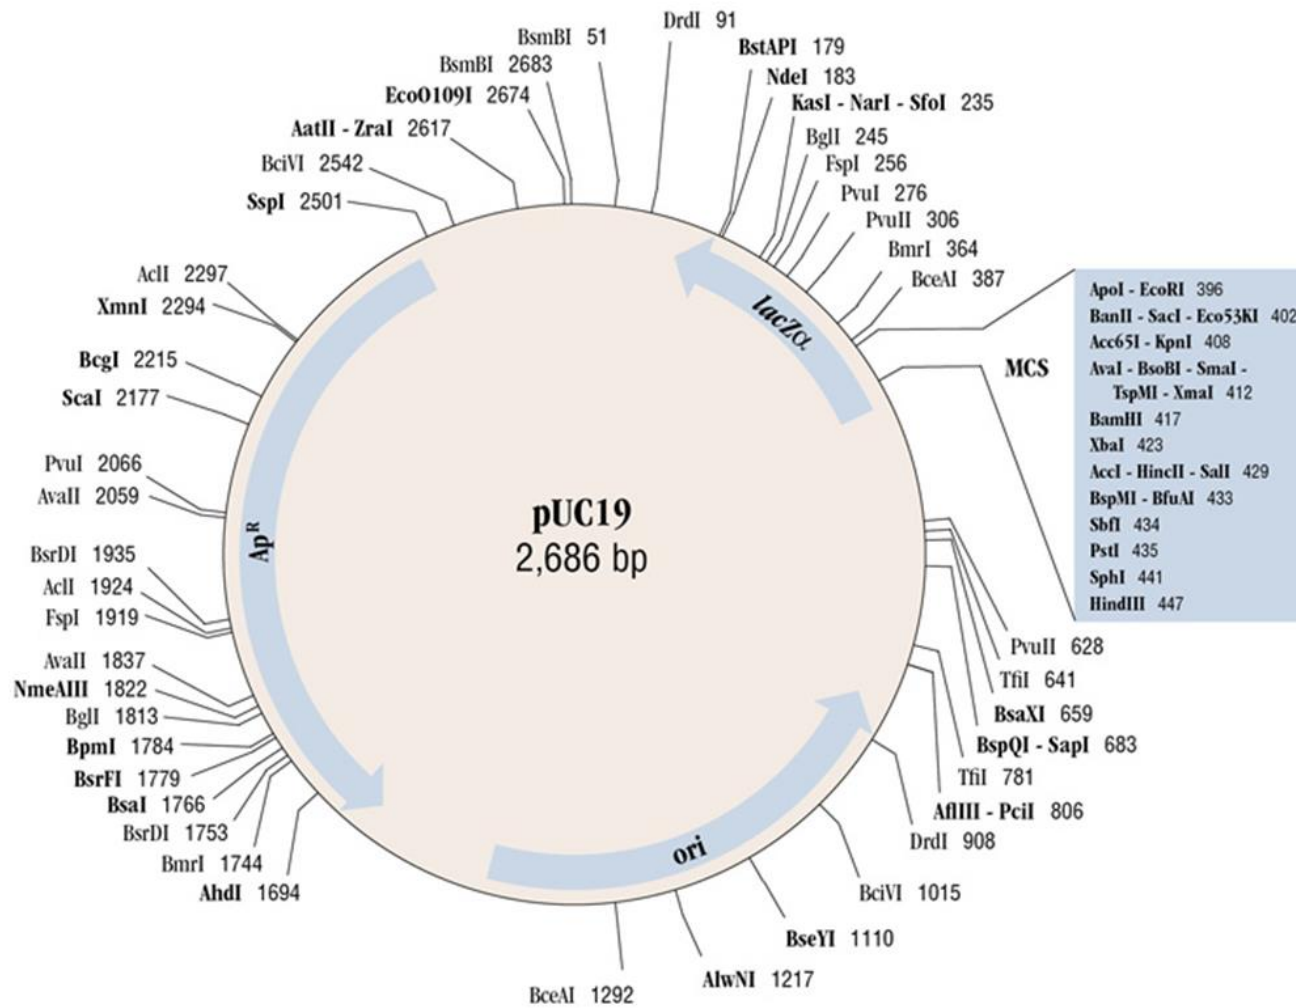 DrdI 91
BsmBI 51
BsmBI 2683
EcoO109I 2674
AatII - ZraI 2617
BciVI 2542
SspI 2501
AclI 2297
XmnI 2294
BcgI 2215
ScaI 2177
PvuI 2066
AvaII 2059
BsrDI 1935
AclI 1924
FspI 1919
AvaII 1837
NmeAIII 1822
BglI 1813
BpmI 1784
BsrFI 1779
BsaI 1766
BsrDI 1753
BmrI 1744
AhdI 1694
BstAPI 179
NdeI 183
KasI - NarI - SfoI 235
BglI 245
FspI 256
PvuI 276
PvuII 306
BmrI 364
BceAI 387
MCS
ApoI - EcoRI 396
BanII - SacI - Eco53KI 402
Acc65I - KpnI 408
AvaI - BsoBI - SmaI -
TspMI - XmaI 412
BamHI 417
XbaI 423
AccI - HincII - SalI 429
BspMI - BfuAI 433
SbfI 434
PstI 435
SphI 441
HindIII 447
lacZα
Ap^R
pUC19
2,686 bp
ori
PvuII 628
TfiI 641
BsaXI 659
BspQI - SapI 683
TfiI 781
AflIII - PciI 806
DrdI 908
BciVI 1015
BseYI 1110
AlwNI 1217
BceAI 1292